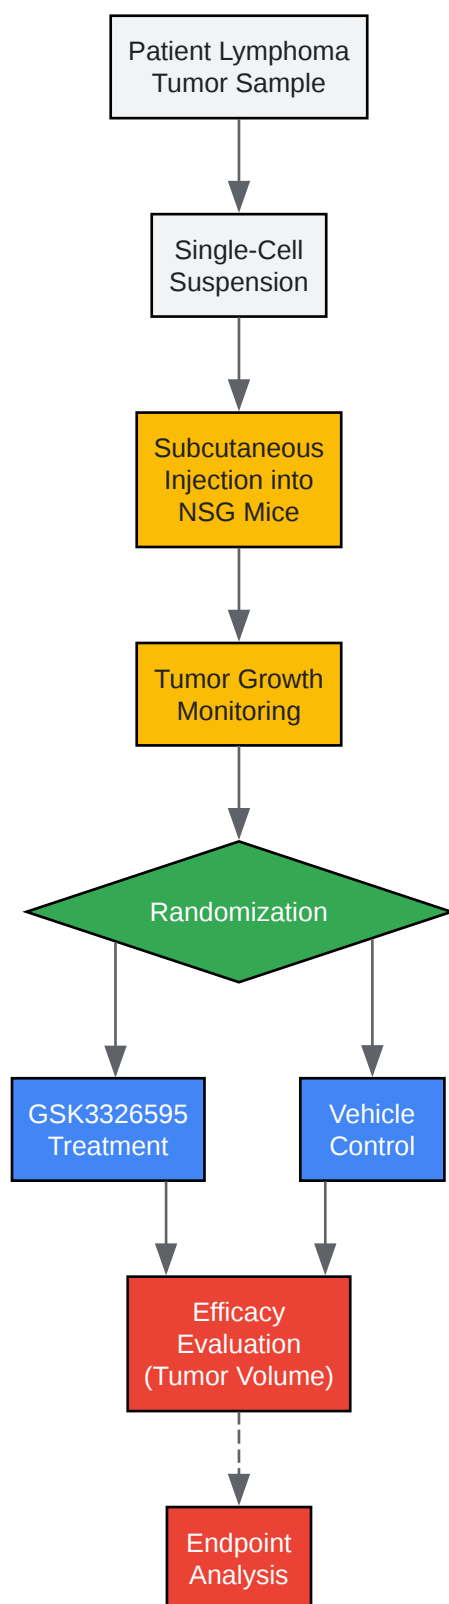 Patient Lymphoma
Tumor Sample
Single-Cell
Suspension
Subcutaneous
Injection into
NSG Mice
Tumor Growth
Monitoring
Randomization
GSK3326595
Treatment
Vehicle
Control
Efficacy
Evaluation
(Tumor Volume)
Endpoint
Analysis